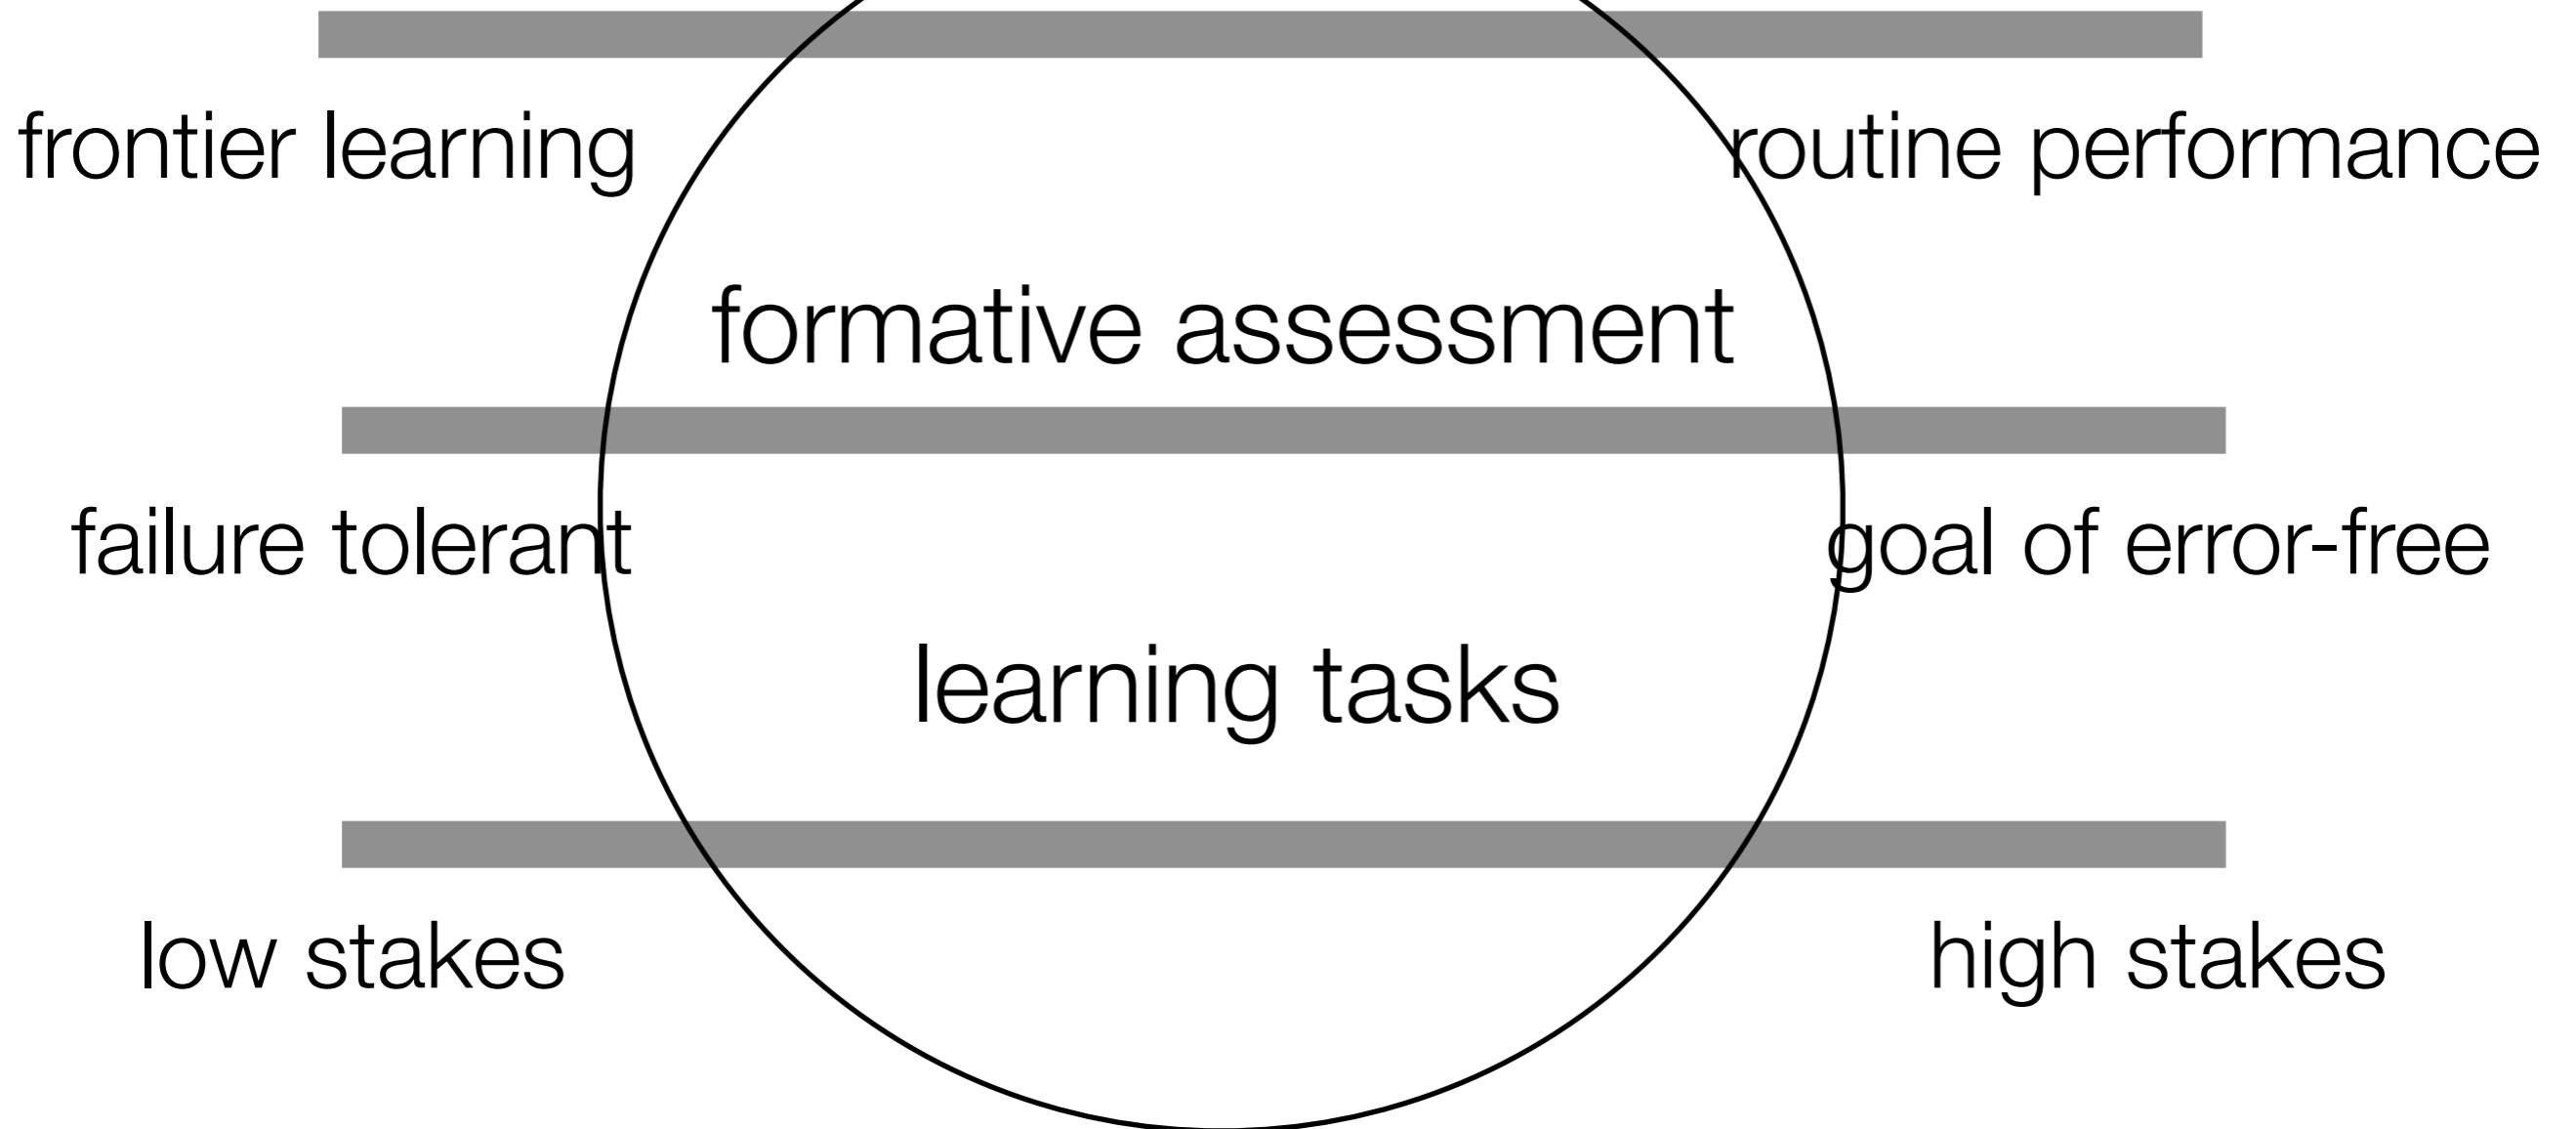 frontier learning
routine performance
formative assessment
failure tolerant
goal of error-free
learning tasks
low stakes
high stakes